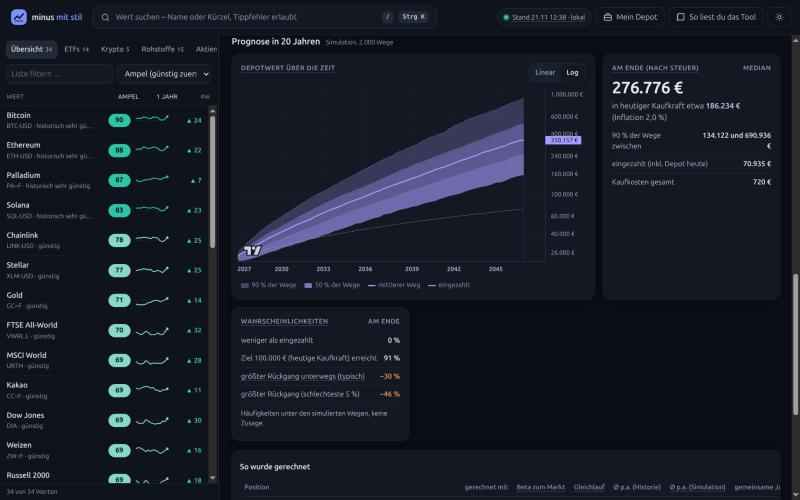 minus mit stil
Wert suchen – Name oder Kürzel, Tippfehler erlaubt
/
Strg K
Stand 21.11 12:38 · lokal
Mein Depot
So liest du das Tool
Übersicht 34
ETFs 14
Krypto 5
Rohstoffe 15
Aktien
Liste filtern …
Ampel (günstig zuers
WERT AMPEL 1 JAHR 4W
Bitcoin
BTC-USD · historisch sehr gü…
90
▲ 24
Ethereum
ETH-USD · historisch sehr gü…
88
▲ 22
Palladium
PA=F · historisch sehr günstig
87
▲ 7
Solana
SOL-USD · historisch sehr gü…
83
▲ 23
Chainlink
LINK-USD · günstig
78
▲ 25
Stellar
XLM-USD · günstig
77
▲ 25
Gold
GC=F · günstig
71
▲ 14
FTSE All-World
VWRL.L · günstig
70
▲ 32
MSCI World
URTH · günstig
69
▲ 28
Kakao
CC=F · günstig
69
▲ 11
Dow Jones
DIA · günstig
69
▲ 30
Weizen
ZW=F · günstig
69
▲ 16
Russell 2000
69
▲ 18
34 von 34 Werten
Prognose in 20 Jahren Simulation, 2.000 Wege
DEPOTWERT ÜBER DIE ZEIT
Linear
Log
1.000.000 €
600.000 €
400.000 €
350.157 €
240.000 €
160.000 €
100.000 €
60.000 €
40.000 €
26.000 €
2027 2030 2033 2036 2039 2042 2045
90 % der Wege
50 % der Wege
mittlerer Weg
eingezahlt
AM ENDE (NACH STEUER) MEDIAN
276.776 €
in heutiger Kaufkraft etwa 186.234 €
(Inflation 2,0 %)
90 % der Wege 134.122 und 690.936
zwischen €
eingezahlt (inkl. Depot heute) 70.935 €
Kaufkosten gesamt 720 €
WAHRSCHEINLICHKEITEN AM ENDE
weniger als eingezahlt 0 %
Ziel 100.000 € (heutige Kaufkraft) erreicht 91 %
größter Rückgang unterwegs (typisch) −30 %
größter Rückgang (schlechteste 5 %) −46 %
Häufigkeiten unter den simulierten Wegen, keine
Zusage.
So wurde gerechnet
Position gerechnet mit Beta zum Markt Gleichlauf Ø p.a. (Historie) Ø p.a. (Simulation) gemeinsame Ja